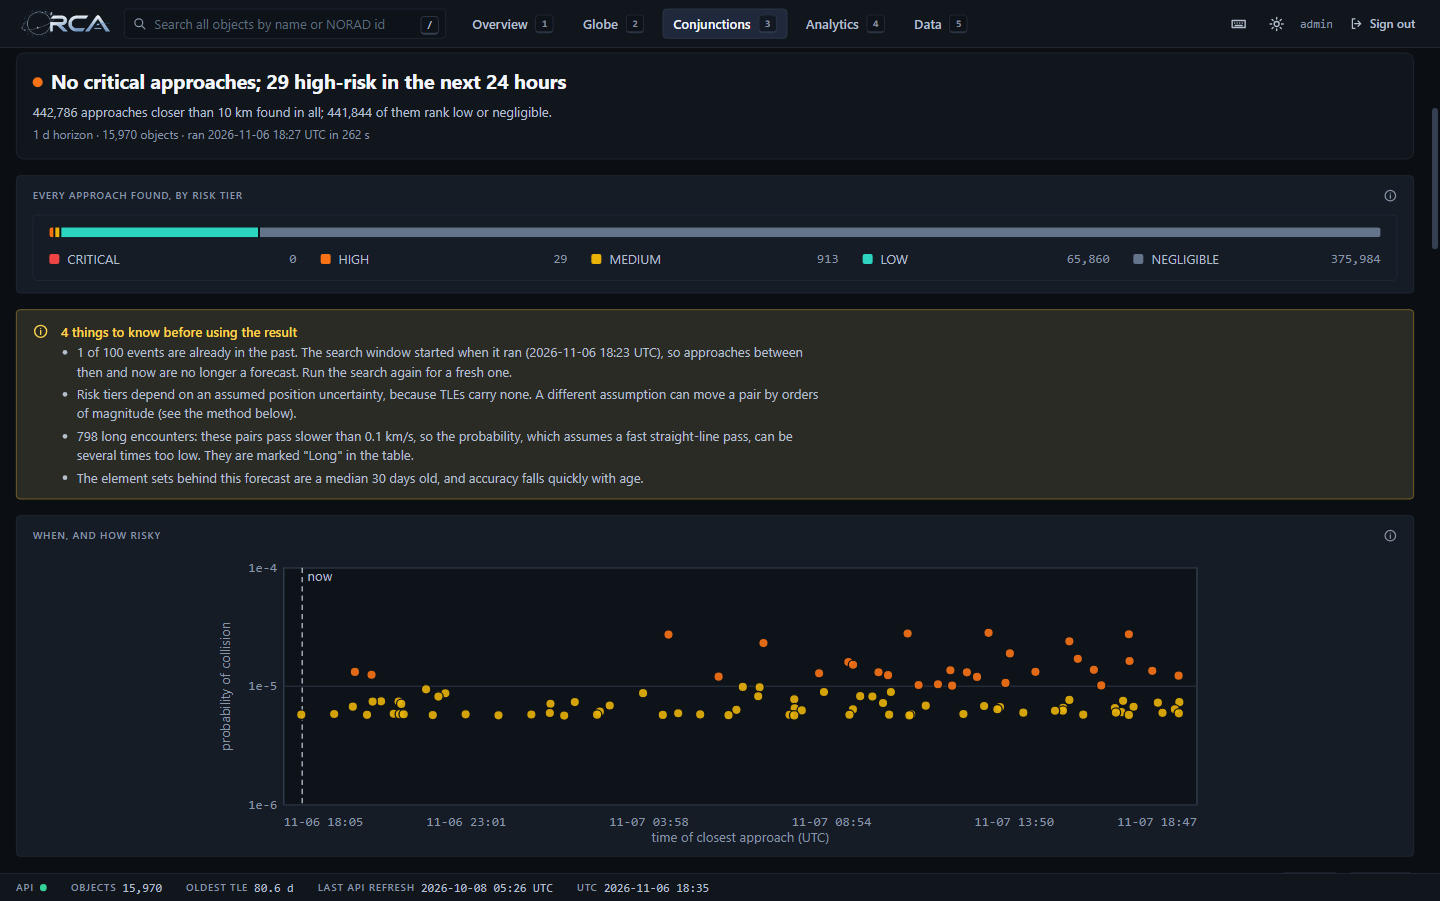 ORCA
Search all objects by name or NORAD id /
Overview 1
Globe 2
Conjunctions 3
Analytics 4
Data 5
admin
Sign out
No critical approaches; 29 high-risk in the next 24 hours
442,786 approaches closer than 10 km found in all; 441,844 of them rank low or negligible.
1 d horizon · 15,970 objects · ran 2026-11-06 18:27 UTC in 262 s
EVERY APPROACH FOUND, BY RISK TIER
CRITICAL 0
HIGH 29
MEDIUM 913
LOW 65,860
NEGLIGIBLE 375,984
4 things to know before using the result
• 1 of 100 events are already in the past. The search window started when it ran (2026-11-06 18:23 UTC), so approaches between
then and now are no longer a forecast. Run the search again for a fresh one.
• Risk tiers depend on an assumed position uncertainty, because TLEs carry none. A different assumption can move a pair by orders
of magnitude (see the method below).
• 798 long encounters: these pairs pass slower than 0.1 km/s, so the probability, which assumes a fast straight-line pass, can be
several times too low. They are marked "Long" in the table.
• The element sets behind this forecast are a median 30 days old, and accuracy falls quickly with age.
WHEN, AND HOW RISKY
1e-4
now
probability of collision
1e-5
1e-6
11-06 18:05
11-06 23:01
11-07 03:58
11-07 08:54
11-07 13:50
11-07 18:47
time of closest approach (UTC)
API
OBJECTS 15,970
OLDEST TLE 80.6 d
LAST API REFRESH 2026-10-08 05:26 UTC
UTC 2026-11-06 18:35